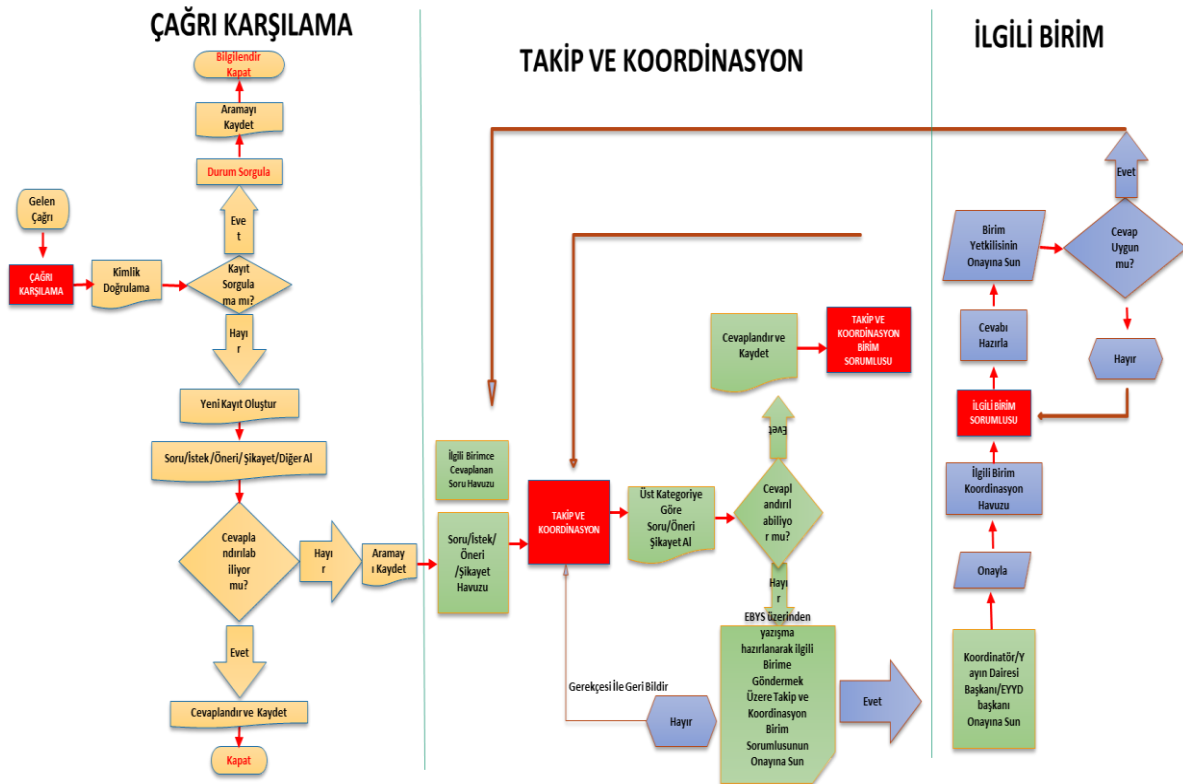 ÇAĞRI KARŞILAMA
Bilgilendir
Kapat
Aramayı
Kaydet
Durum Sorgula
Eve
t
Gelen
Çağrı
ÇAĞRI
KARŞILAMA
Kimlik
Doğrulama
Kayıt
Sorgula
ma mı?
Hayı
r
Yeni Kayıt Oluştur
Soru/İstek/Öneri/Şikayet/Diğer Al
Cevapla
ndırılab
iliyor
mu?
Hayı
r
Aramay
ı Kaydet
Evet
Cevaplandır ve Kaydet
Kapat
TAKİP VE KOORDİNASYON
İlgili Birimce
Cevaplanan
Soru Havuzu
Soru/İstek/
Öneri
/Şikayet
Havuzu
TAKİP VE
KOORDİNASYON
Üst Kategoriye
Göre
Soru/Öneri
Şikayet Al
Cevaplandır ve
Kaydet
TAKİP VE
KOORDİNASYON
BİRİM SORUMLUSU
Evet
Cevapl
andırıl
abiliyo
r mu?
Hayı
r
EBYS üzerinden
yazışma
hazırlanarak ilgili
Birime
Göndermek
Üzere Takip ve
Koordinasyon
Birim
Sorumlusunun
Onayına Sun
Gerekçesi İle Geri Bildir
Hayır
Evet
İLGİLİ BİRİM
Evet
Birim
Yetkilisinin
Onayına Sun
Cevap
Uygun
mu?
Cevabı
Hazırla
Hayır
İLGİLİ BİRİM
SORUMLUSU
İlgili Birim
Koordinasyon
Havuzu
Onayla
Koordinatör/Y
ayın Dairesi
Başkanı/EYYD
başkanı
Onayına Sun